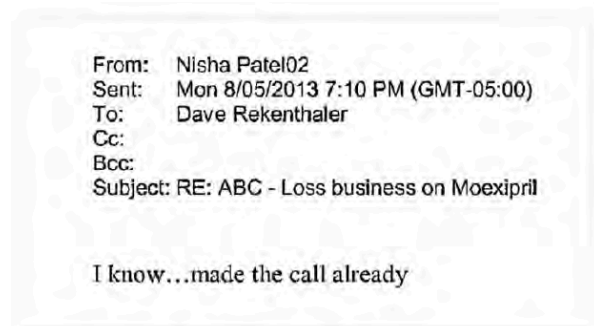 From: Nisha Patel02
Sent: Mon 8/05/2013 7:10 PM (GMT-05:00)
To: Dave Rekenthaler
Cc:
Bcc:
Subject: RE: ABC - Loss business on Moexipril
I know…made the call already